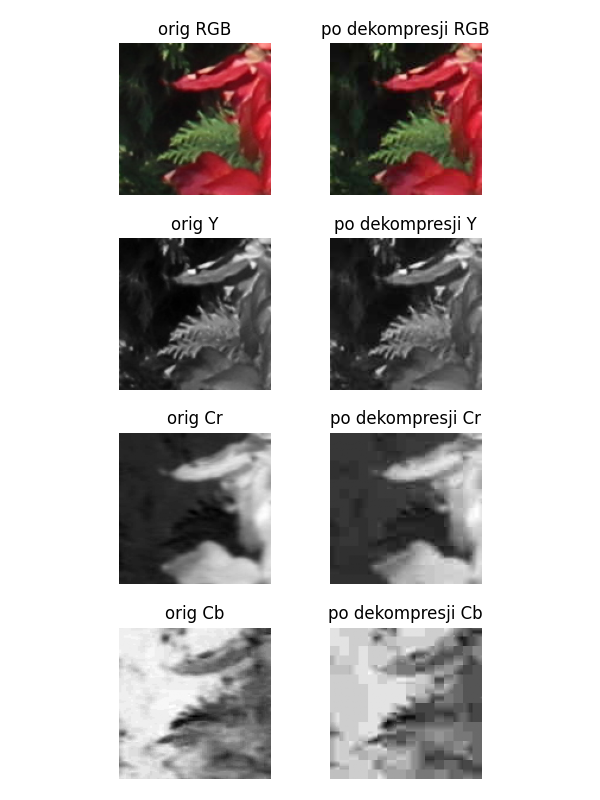 orig RGB
po dekompresji RGB
orig Y
po dekompresji Y
orig Cr
po dekompresji Cr
orig Cb
po dekompresji Cb